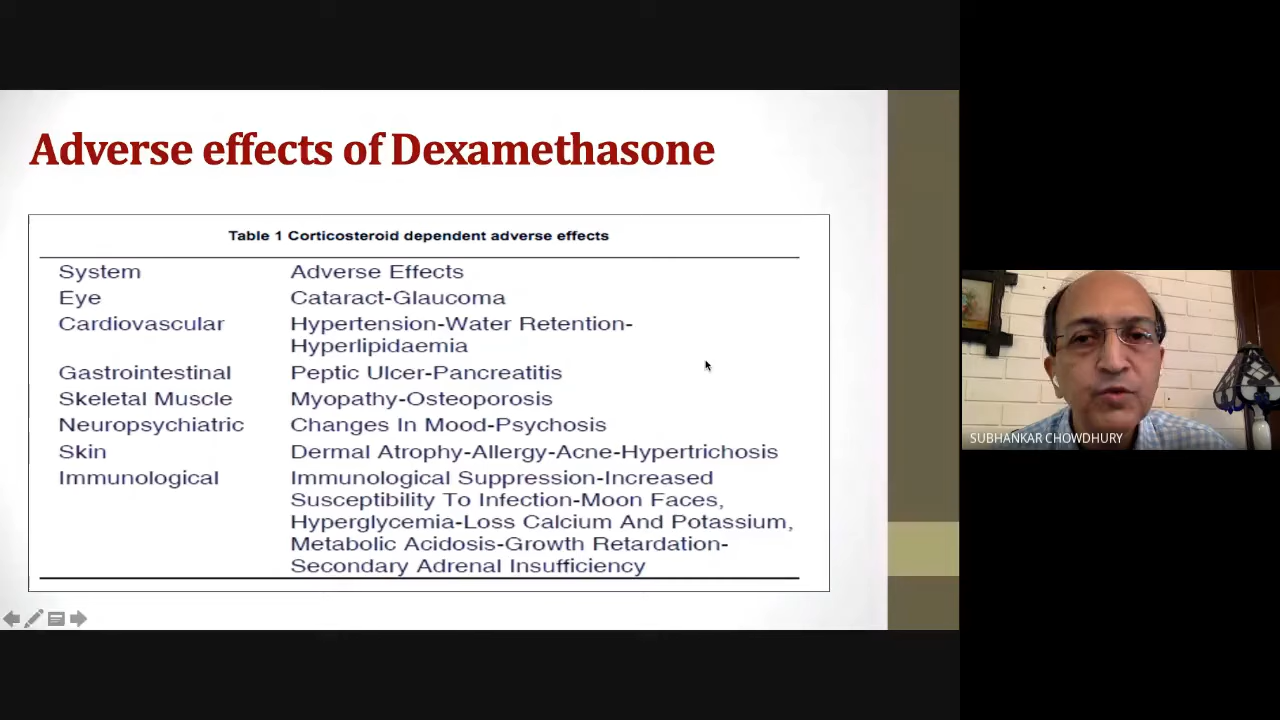 Adverse effects of Dexamethasone
Table 1 Corticosteroid dependent adverse effects
System Adverse Effects
Eye Cataract-Glaucoma
Cardiovascular Hypertension-Water Retention-
Hyperlipidaemia
Gastrointestinal Peptic Ulcer-Pancreatitis
Skeletal Muscle Myopathy-Osteoporosis
Neuropsychiatric Changes In Mood-Psychosis
Skin Dermal Atrophy-Allergy-Acne-Hypertrichosis
Immunological Immunological Suppression-Increased
Susceptibility To Infection-Moon Faces,
Hyperglycemia-Loss Calcium And Potassium,
Metabolic Acidosis-Growth Retardation-
Secondary Adrenal Insufficiency
SUBHANKAR CHOWDHURY